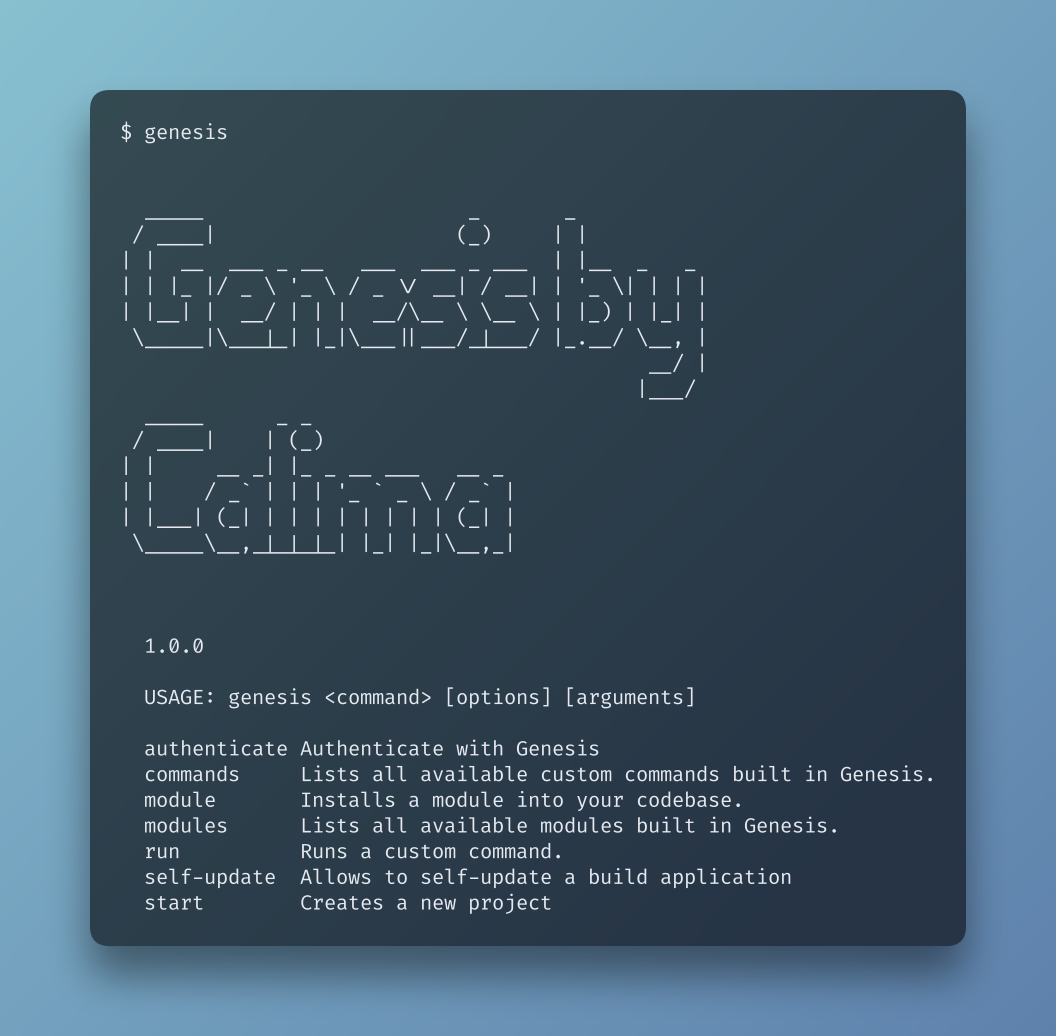 $ genesis
Genesis by
Calima
1.0.0
USAGE: genesis <command> [options] [arguments]
authenticate Authenticate with Genesis
commands     Lists all available custom commands built in Genesis.
module       Installs a module into your codebase.
modules      Lists all available modules built in Genesis.
run          Runs a custom command.
self-update  Allows to self-update a build application
start        Creates a new project